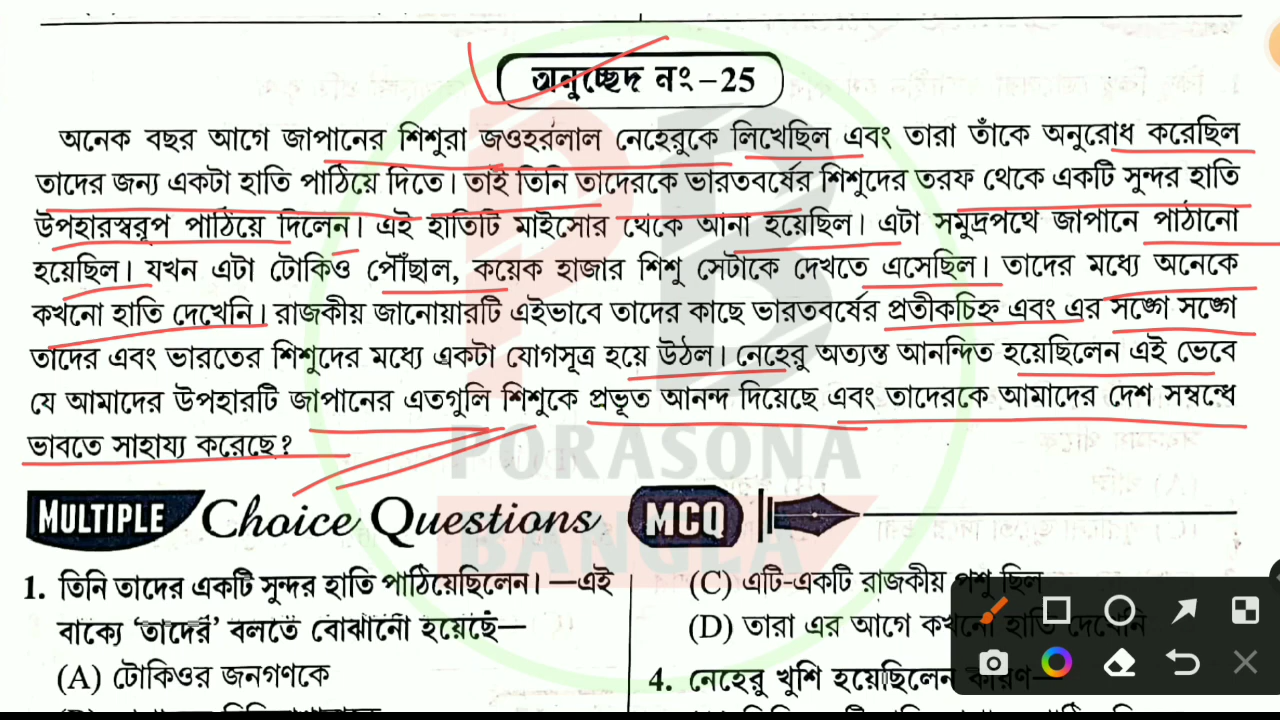 অনুচ্ছেদ নং-25
অনেক বছর আগে জাপানের শিশুরা জওহরলাল নেহেরুকে লিখেছিল এবং তারা তাঁকে অনুরোধ করেছিল
তাদের জন্য একটা হাতি পাঠিয়ে দিতে। তাই তিনি তাদেরকে ভারতবর্ষের শিশুদের তরফ থেকে একটি সুন্দর হাতি
উপহারস্বরূপ পাঠিয়ে দিলেন। এই হাতিটি মাইসোর থেকে আনা হয়েছিল। এটা সমুদ্রপথে জাপানে পাঠানো
হয়েছিল। যখন এটা টোকিও পৌঁছাল, কয়েক হাজার শিশু সেটাকে দেখতে এসেছিল। তাদের মধ্যে অনেকে
কখনো হাতি দেখেনি। রাজকীয় জানোয়ারটি এইভাবে তাদের কাছে ভারতবর্ষের প্রতীকচিহ্ন এবং এর সঙ্গে সঙ্গে
তাদের এবং ভারতের শিশুদের মধ্যে একটা যোগসূত্র হয়ে উঠল। নেহেরু অত্যন্ত আনন্দিত হয়েছিলেন এই ভেবে
যে আমাদের উপহারটি জাপানের এতগুলি শিশুকে প্রভূত আনন্দ দিয়েছে এবং তাদেরকে আমাদের দেশ সম্বন্ধে
ভাবতে সাহায্য করেছে?
PORASONA
BANGLA
MULTIPLE Choice Questions MCQ
1. তিনি তাদের একটি সুন্দর হাতি পাঠিয়েছিলেন। —এই
বাক্যে 'তাদের' বলতে বোঝানো হয়েছে—
(A) টোকিওর জনগণকে
(C) এটি-একটি রাজকীয় পশু ছিল
(D) তারা এর আগে কখনো হাতি দেখেনি
4. নেহেরু খুশি হয়েছিলেন কারণ—